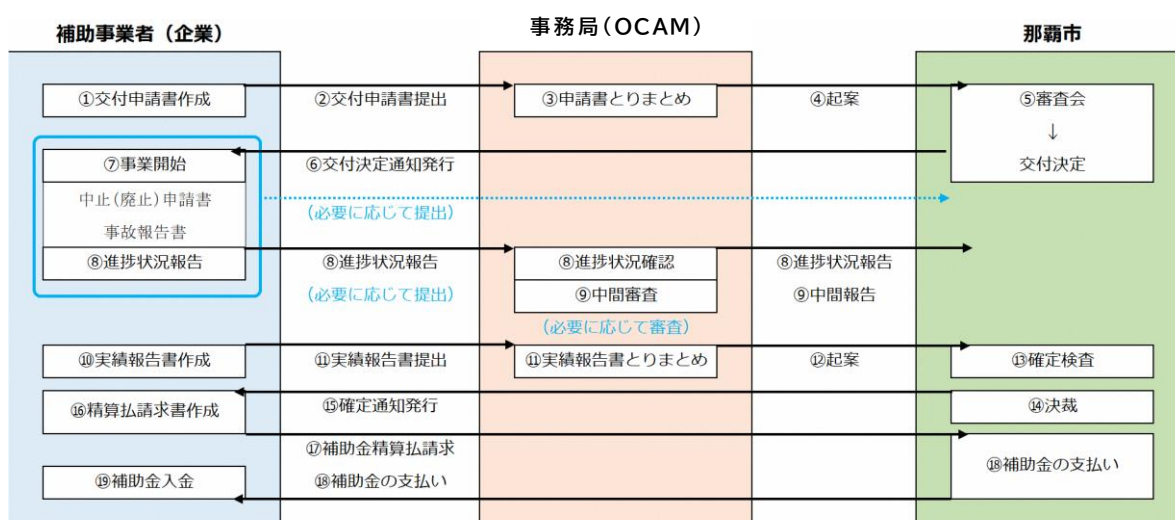 補助事業者（企業）
事務局(OCAM)
那覇市
①交付申請書作成
②交付申請書提出
③申請書とりまとめ
④起案
⑤審査会
↓
交付決定
⑦事業開始
⑥交付決定通知発行
中止(廃止)申請書
(必要に応じて提出)
事故報告書
⑧進捗状況報告
⑧進捗状況報告
⑧進捗状況確認
⑧進捗状況報告
(必要に応じて提出)
⑨中間審査
⑨中間報告
(必要に応じて審査)
⑩実績報告書作成
⑪実績報告書提出
⑪実績報告書とりまとめ
⑫起案
⑬確定検査
⑯精算払請求書作成
⑮確定通知発行
⑭決裁
⑰補助金精算払請求
⑱補助金の支払い
⑲補助金入金
⑱補助金の支払い